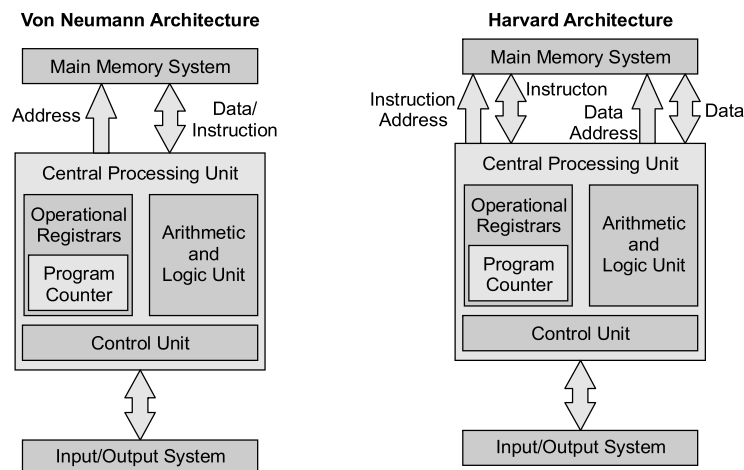 Von Neumann Architecture
Main Memory System
Address
Data/
Instruction
Central Processing Unit
Operational
Registrars
Program
Counter
Arithmetic
and
Logic Unit
Control Unit
Input/Output System
Harvard Architecture
Main Memory System
Instruction
Address
Instructon
Data
Address
Data
Central Processing Unit
Operational
Registrars
Program
Counter
Arithmetic
and
Logic Unit
Control Unit
Input/Output System